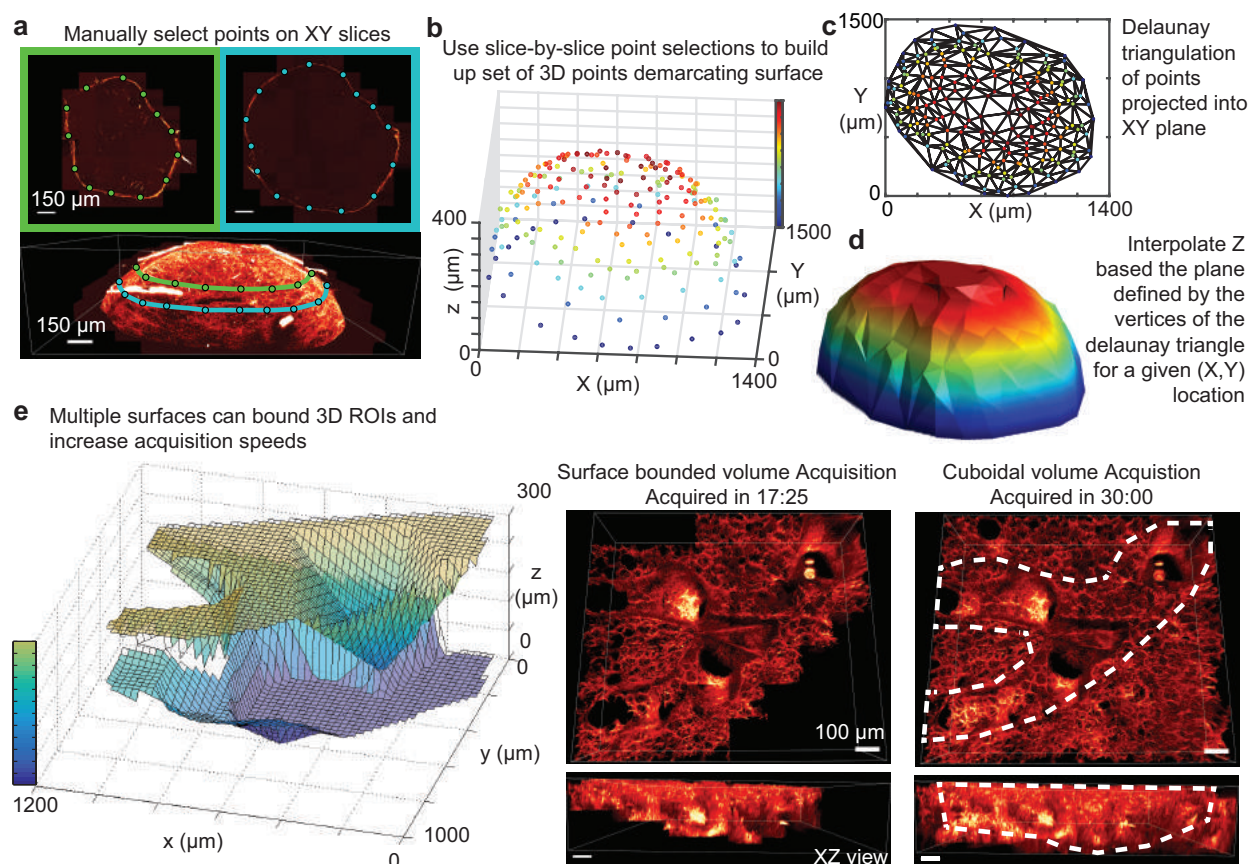 a
Manually select points on XY slices
150 µm
150 µm
b
Use slice-by-slice point selections to build
up set of 3D points demarcating surface
400
z (µm)
0
0
X (µm)
1400
0
Y
(µm)
1500
c
1500
Y
(µm)
0
0
X (µm)
1400
Delaunay
triangulation
of points
projected into
XY plane
d
Interpolate Z
based the plane
defined by the
vertices of the
delaunay triangle
for a given (X,Y)
location
e
Multiple surfaces can bound 3D ROIs and
increase acquisition speeds
300
z
(µm)
0
0
y (µm)
1000
0
x (µm)
1200
Surface bounded volume Acquisition
Acquired in 17:25
100 µm
XZ view
Cuboidal volume Acquistion
Acquired in 30:00